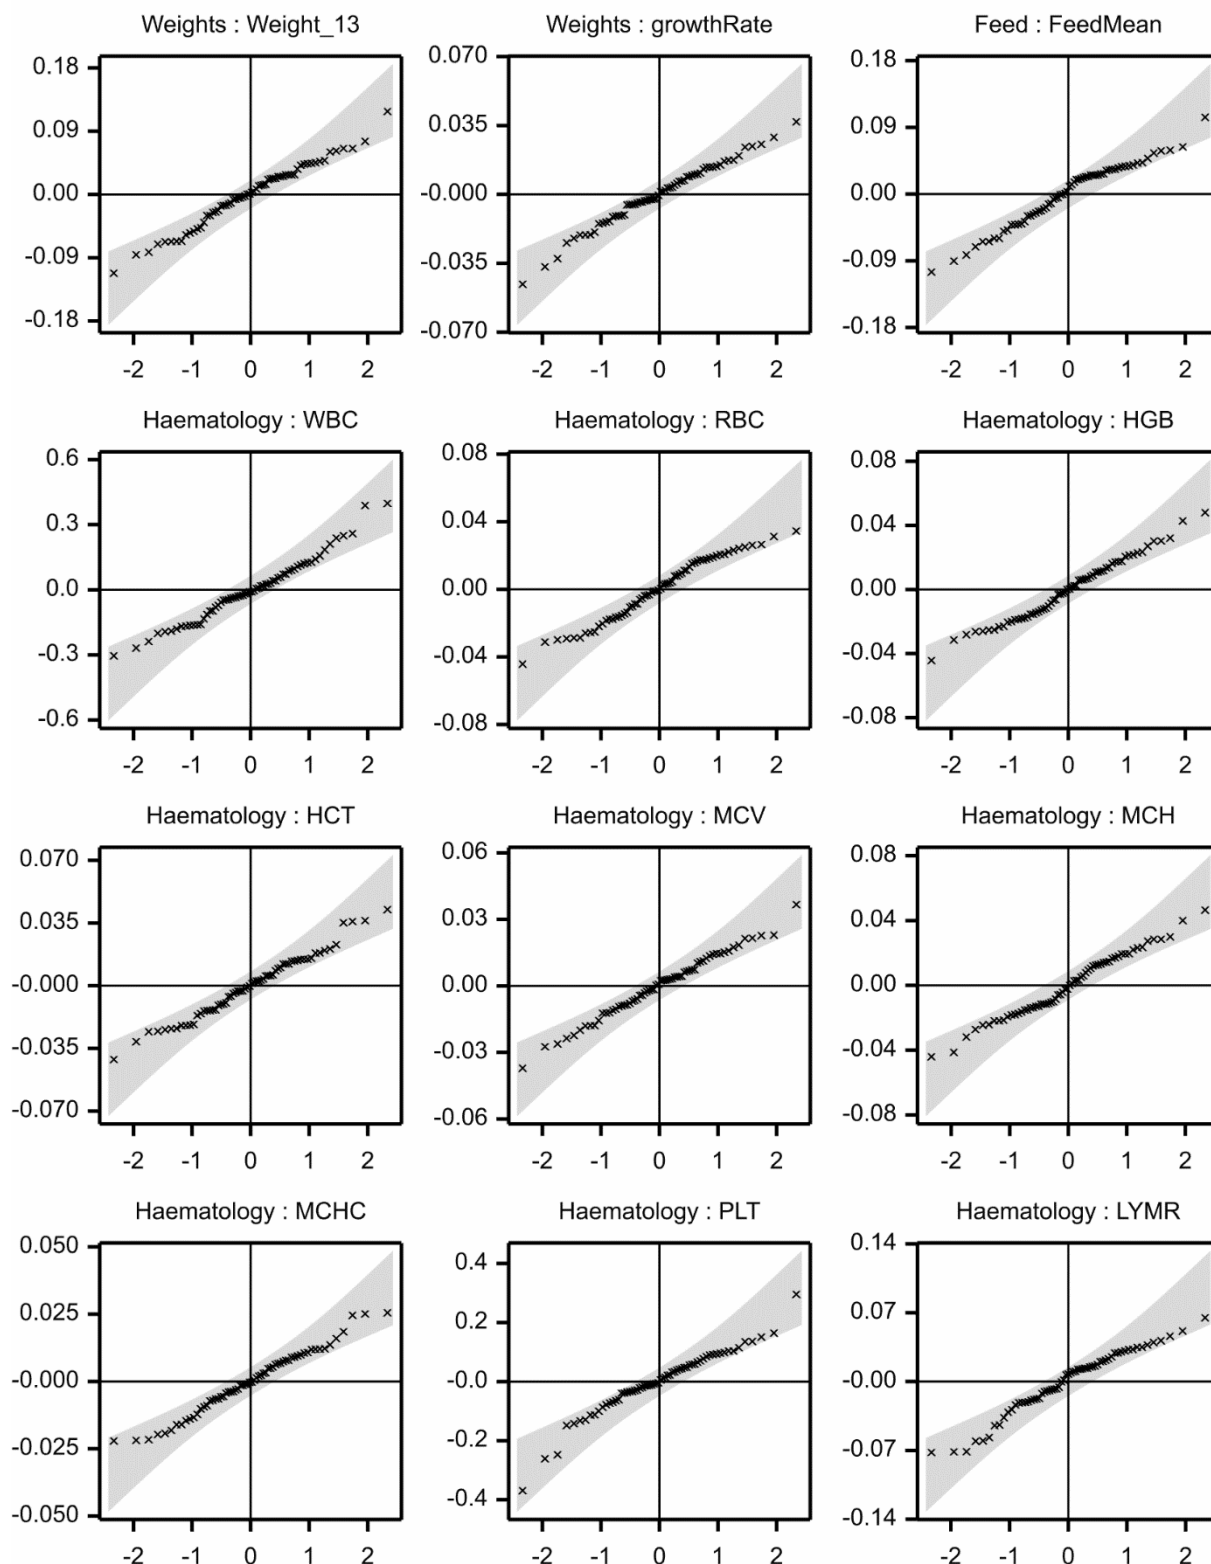 Weights : Weight_13 Weights : growthRate Feed : FeedMean
0.18 0.09 0.00 -0.09 -0.18
0.070 0.035 -0.000 -0.035 -0.070
0.18 0.09 0.00 -0.09 -0.18
-2 -1 0 1 2 -2 -1 0 1 2 -2 -1 0 1 2
Haematology : WBC Haematology : RBC Haematology : HGB
0.6 0.3 0.0 -0.3 -0.6
0.08 0.04 0.00 -0.04 -0.08
0.08 0.04 0.00 -0.04 -0.08
-2 -1 0 1 2 -2 -1 0 1 2 -2 -1 0 1 2
Haematology : HCT Haematology : MCV Haematology : MCH
0.070 0.035 -0.000 -0.035 -0.070
0.06 0.03 0.00 -0.03 -0.06
0.08 0.04 0.00 -0.04 -0.08
-2 -1 0 1 2 -2 -1 0 1 2 -2 -1 0 1 2
Haematology : MCHC Haematology : PLT Haematology : LYMR
0.050 0.025 -0.000 -0.025 -0.050
0.4 0.2 -0.0 -0.2 -0.4
0.14 0.07 -0.00 -0.07 -0.14
-2 -1 0 1 2 -2 -1 0 1 2 -2 -1 0 1 2